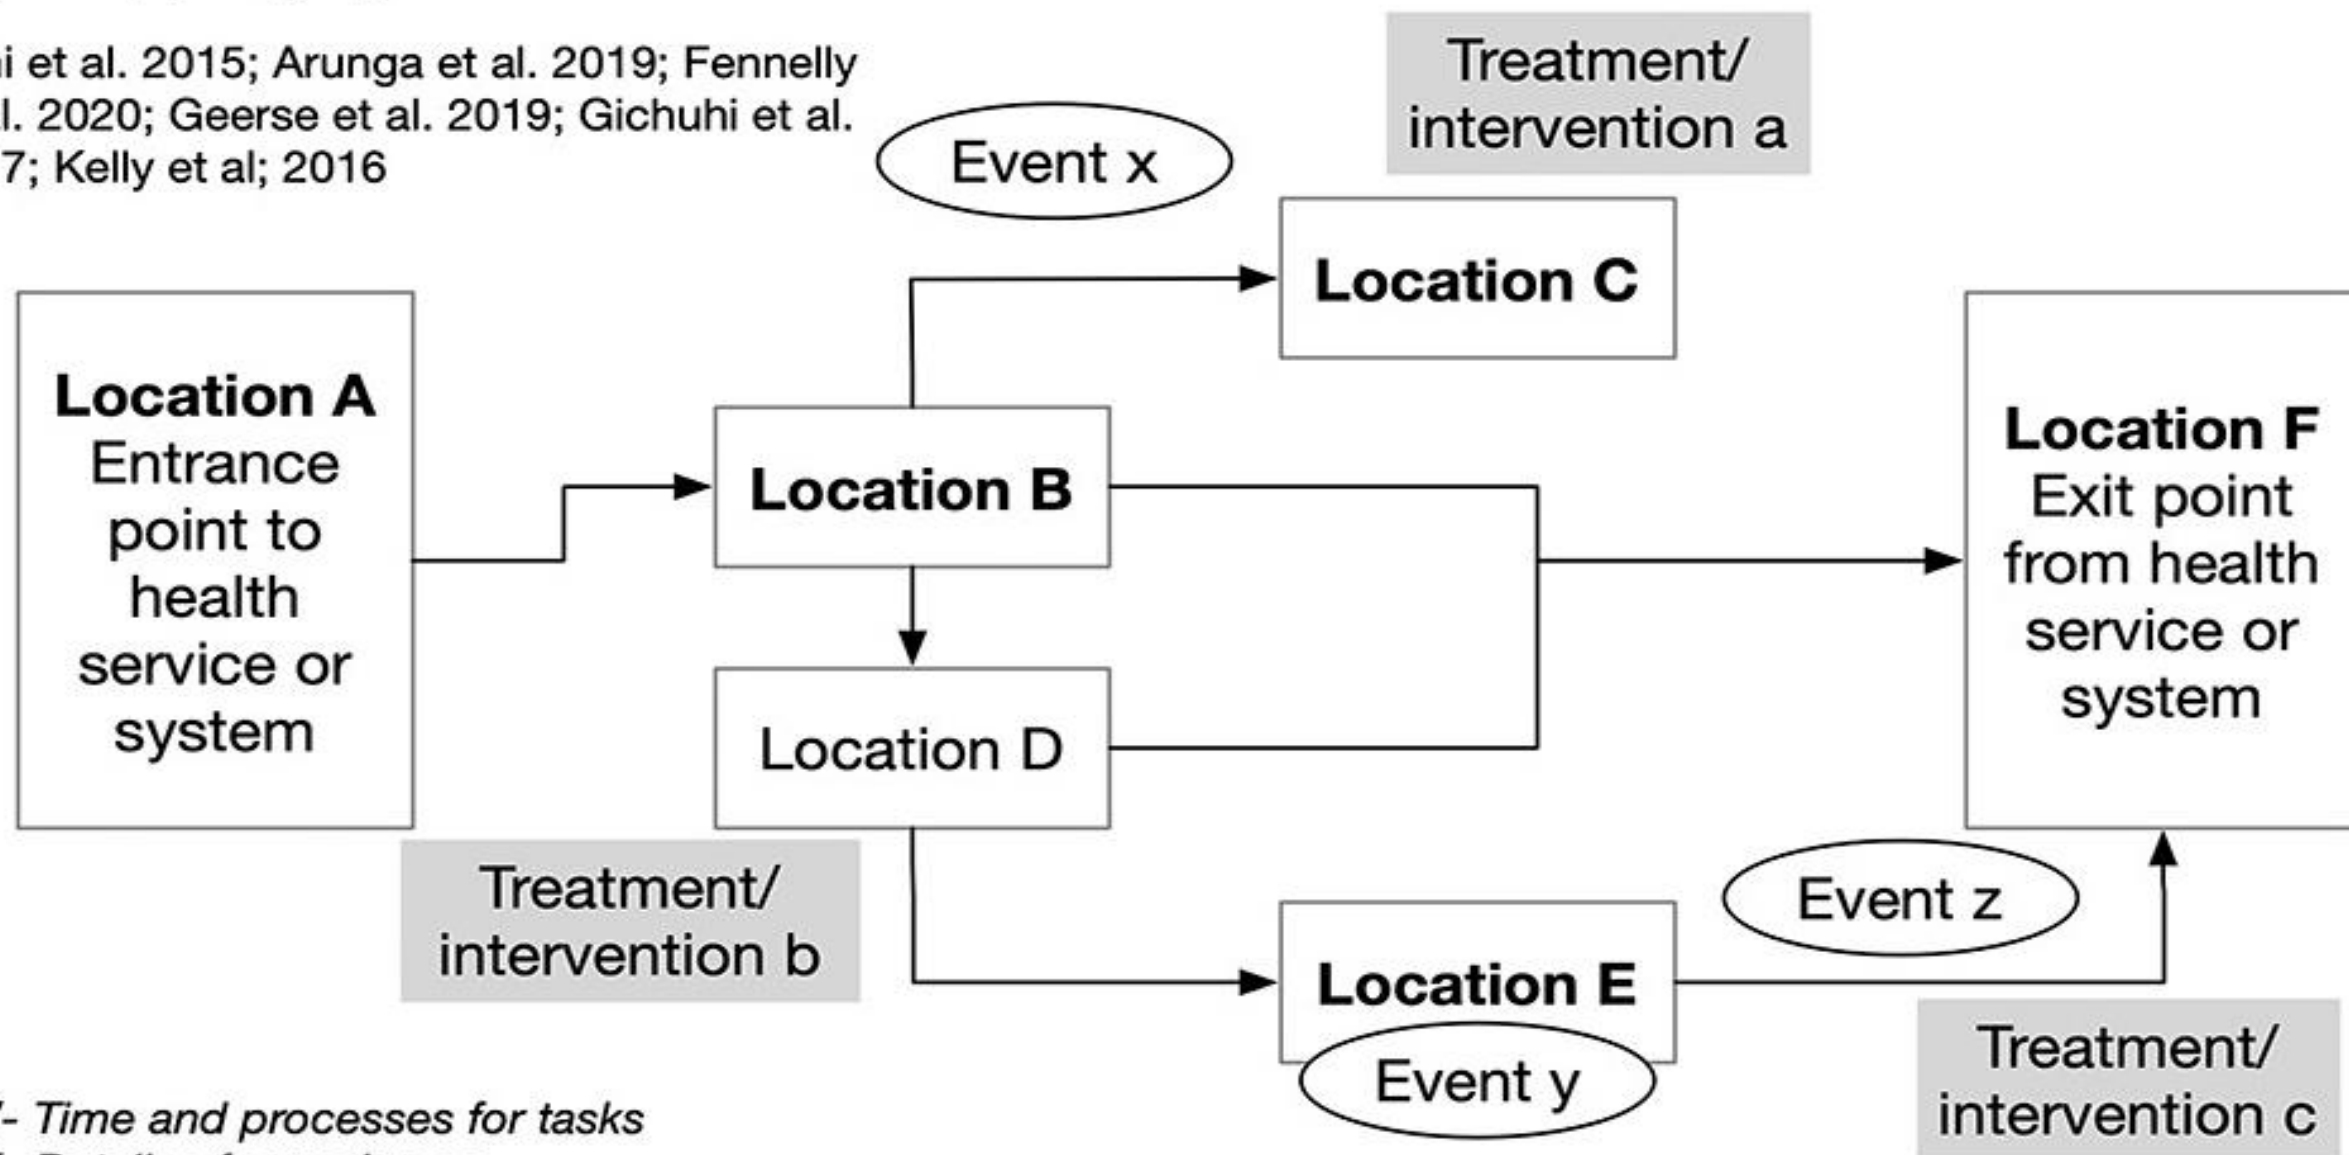 i et al. 2015; Arunga et al. 2019; Fennelly
l. 2020; Geerse et al. 2019; Gichuhi et al.
7; Kelly et al; 2016
Treatment/
intervention a
Event x
Location C
Location A
Entrance
point to
health
service or
system
Location B
Location F
Exit point
from health
service or
system
Location D
Treatment/
intervention b
Event z
Location E
Event y
Treatment/
intervention c
- Time and processes for tasks